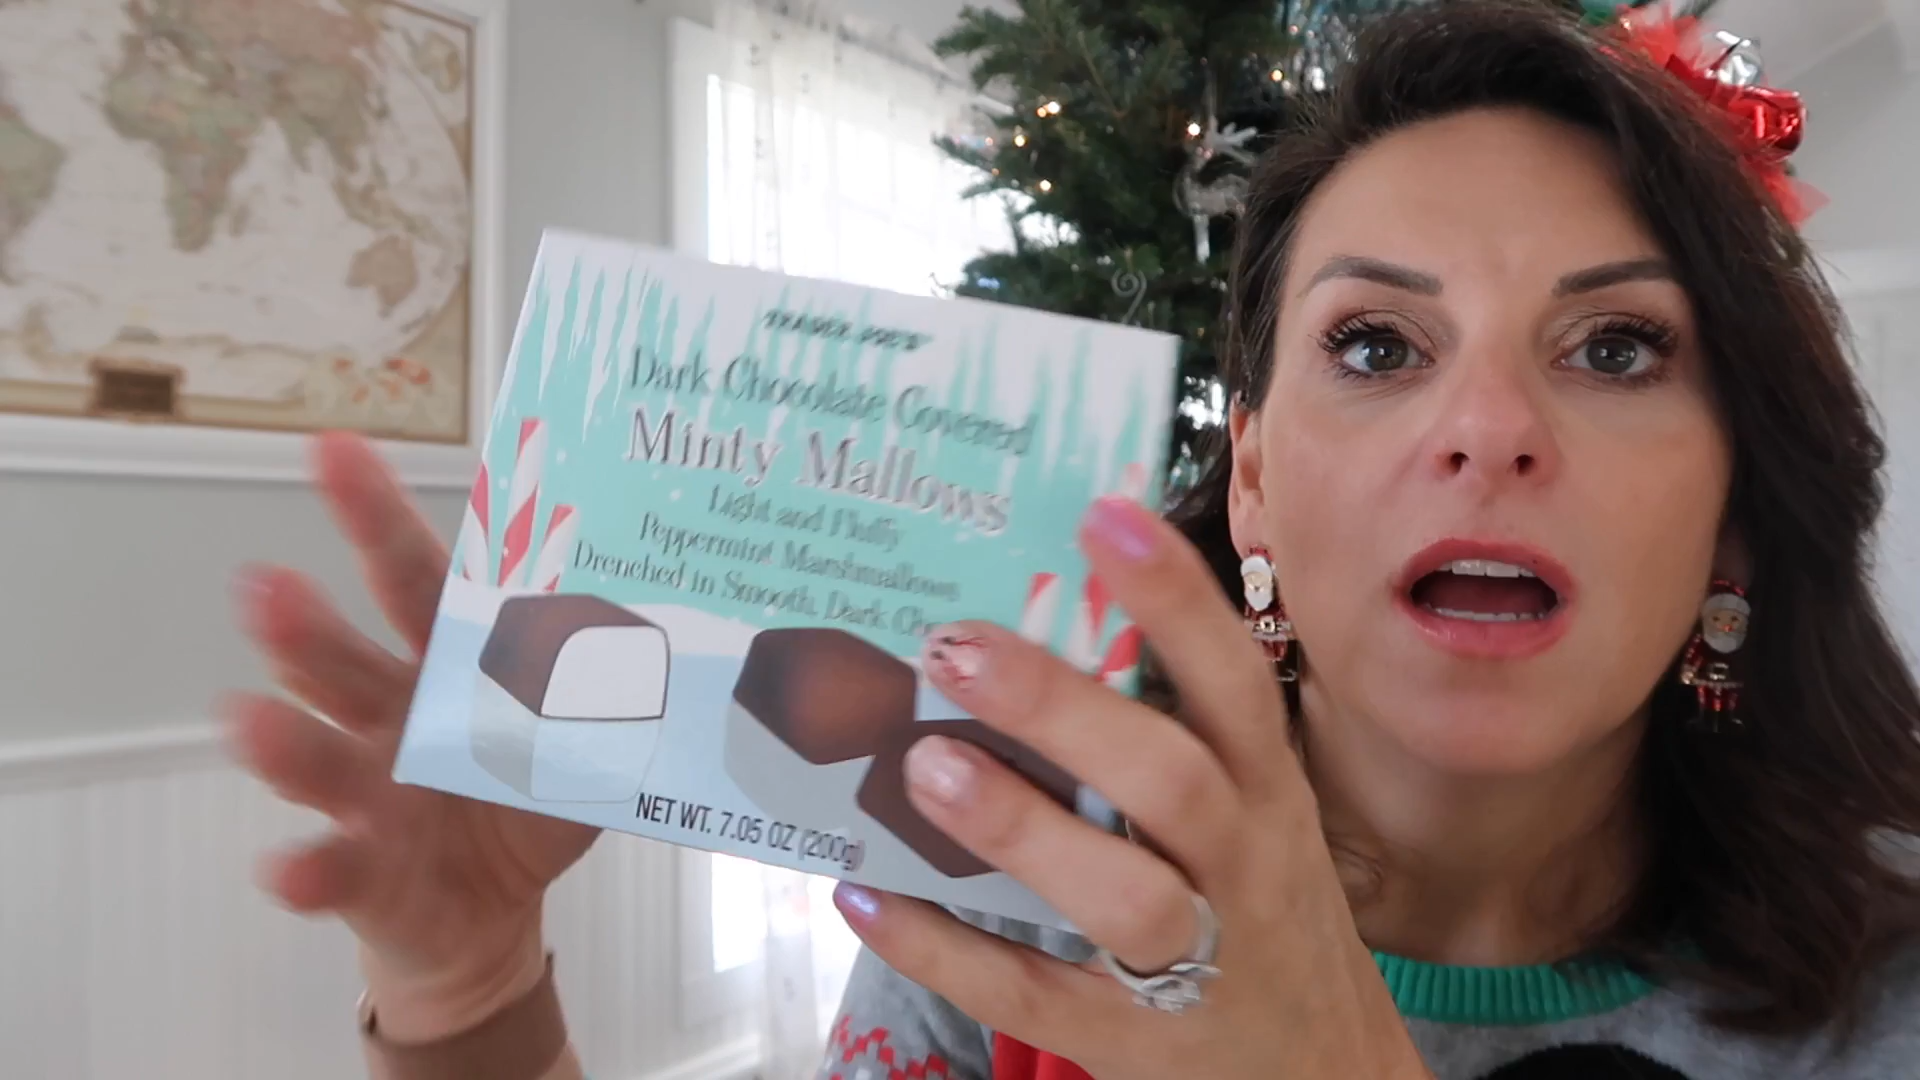 TRADER JOE'S
Dark Chocolate Covered
Minty Mallows
Light and Fluffy
Peppermint Marshmallows
Drenched in Smooth, Dark
NET WT. 7.05 OZ (200g)